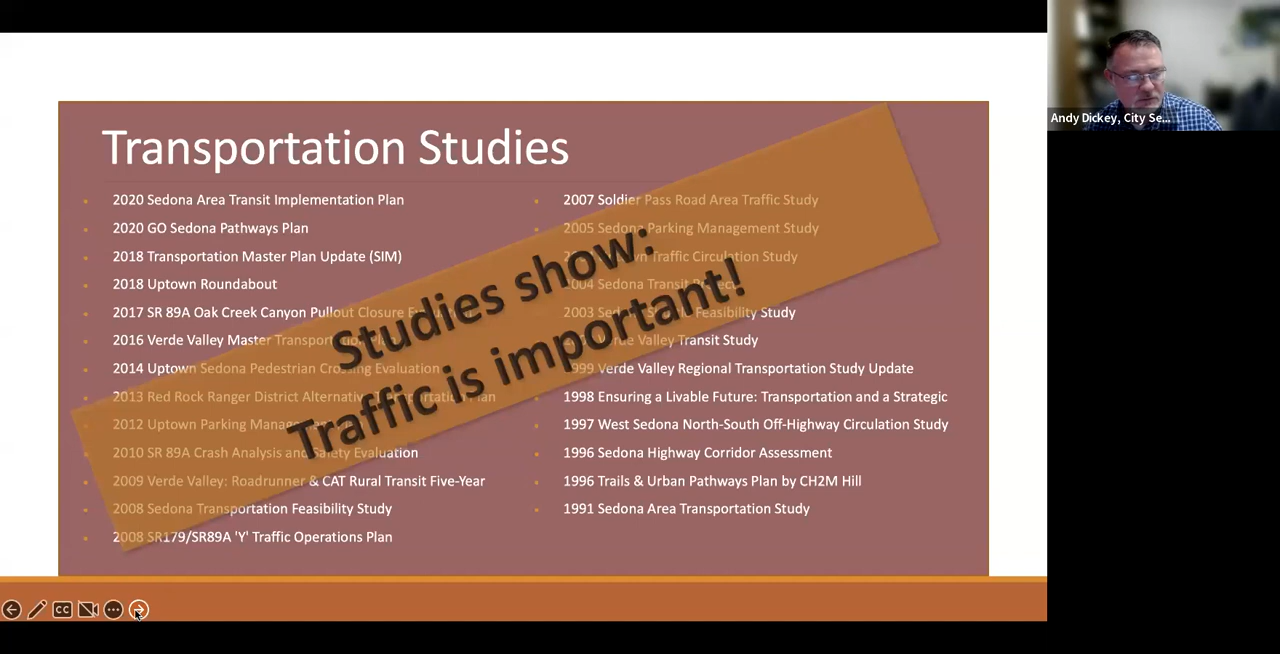 Transportation Studies
2020 Sedona Area Transit Implementation Plan
2020 GO Sedona Pathways Plan
2018 Transportation Master Plan Update (SIM)
2018 Uptown Roundabout
2017 SR 89A Oak Creek Canyon Pullout Closure
2016 Verde Valley Master Transportation Plan
2014 Uptown Sedona Pedestrian Crossing Evaluation
2013 Red Rock Ranger District Alternative Transportation Plan
2012 Uptown Parking
2010 SR 89A Crash Analysis and Safety Evaluation
2009 Verde Valley: Roadrunner & CAT Rural Transit Five-Year
2008 Sedona Transportation Feasibility Study
2008 SR179/SR89A 'Y' Traffic Operations Plan
2007 Soldier Pass Road Area Traffic Study
2005 Sedona Parking Management Study
Traffic Circulation Study
2004 Sedona Transit
2003 Feasibility Study
Verde Valley Transit Study
1999 Verde Valley Regional Transportation Study Update
1998 Ensuring a Livable Future: Transportation and a Strategic
1997 West Sedona North-South Off-Highway Circulation Study
1996 Sedona Highway Corridor Assessment
1996 Trails & Urban Pathways Plan by CH2M Hill
1991 Sedona Area Transportation Study
Studies show:
Traffic is important!
CC
Andy Dickey, City Se...